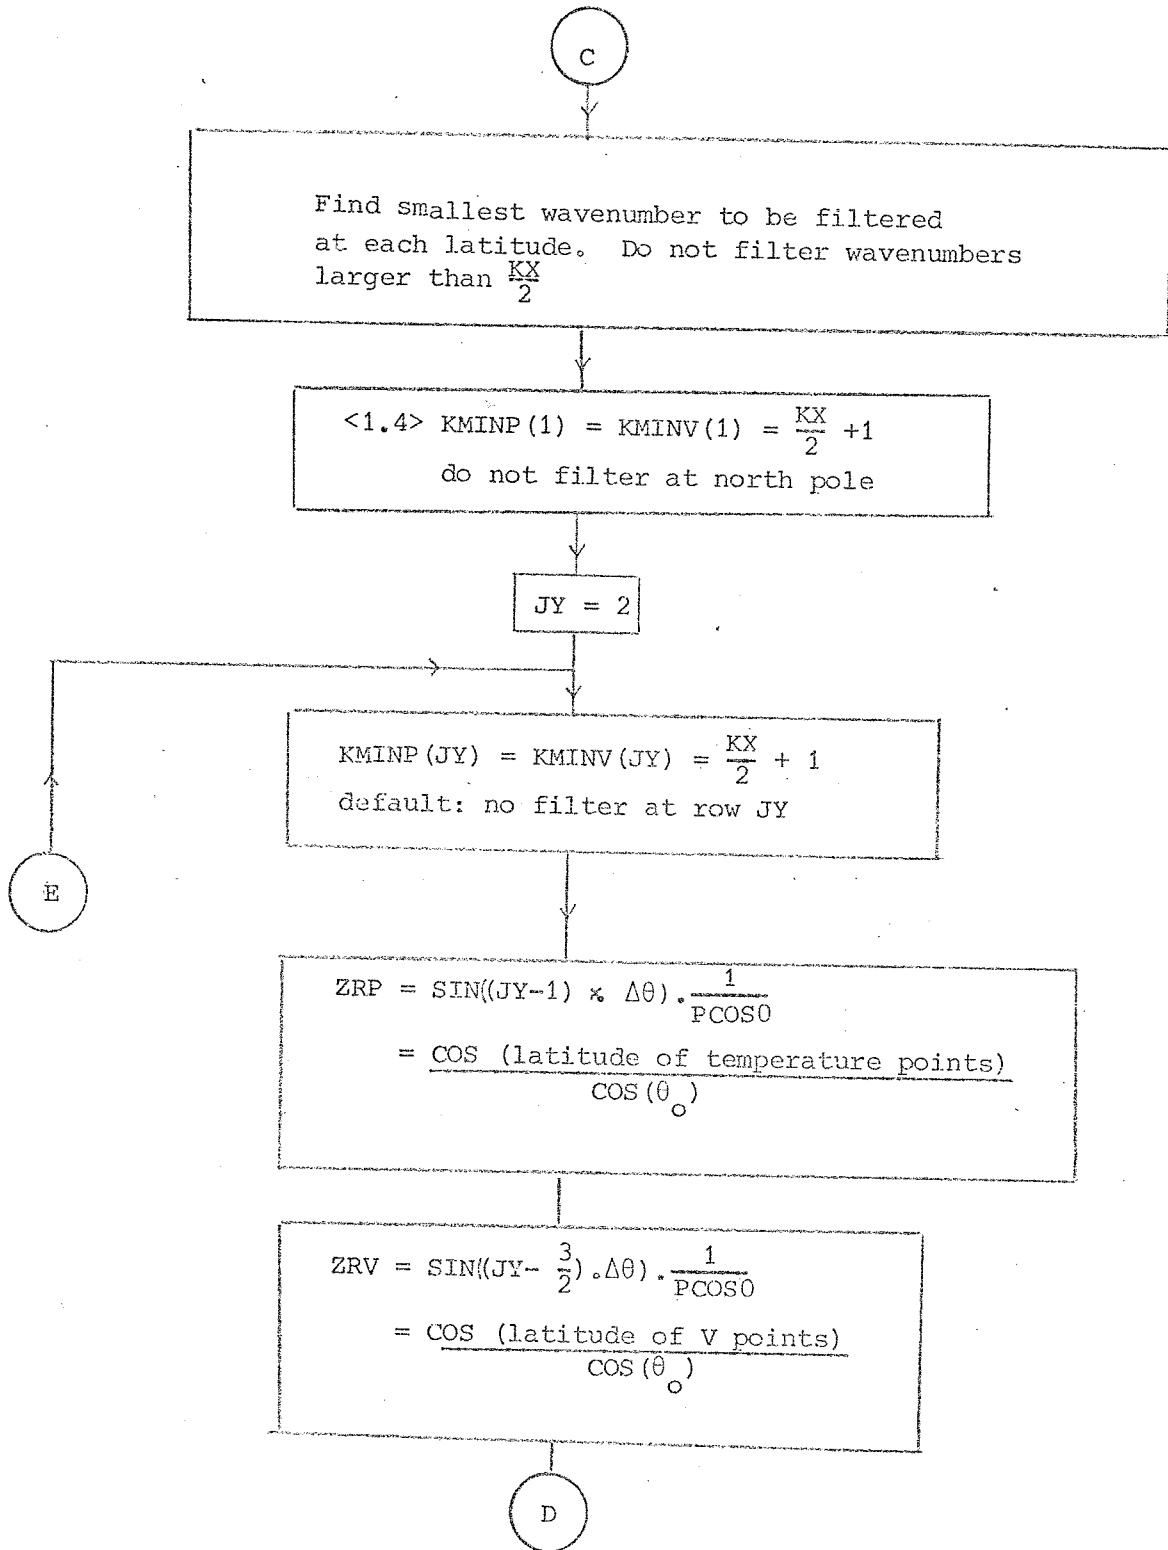 C
Find smallest wavenumber to be filtered
at each latitude. Do not filter wavenumbers
larger than KX/2
<1.4> KMINP(1) = KMINV(1) = KX/2 +1
do not filter at north pole
JY = 2
KMINP(JY) = KMINV(JY) = KX/2 + 1
default: no filter at row JY
E
ZRP = SIN((JY-1) × Δθ).1/PCOS0
= COS (latitude of temperature points)/COS(θo)
ZRV = SIN((JY- 3/2).Δθ).1/PCOS0
= COS (latitude of V points)/COS(θo)
D